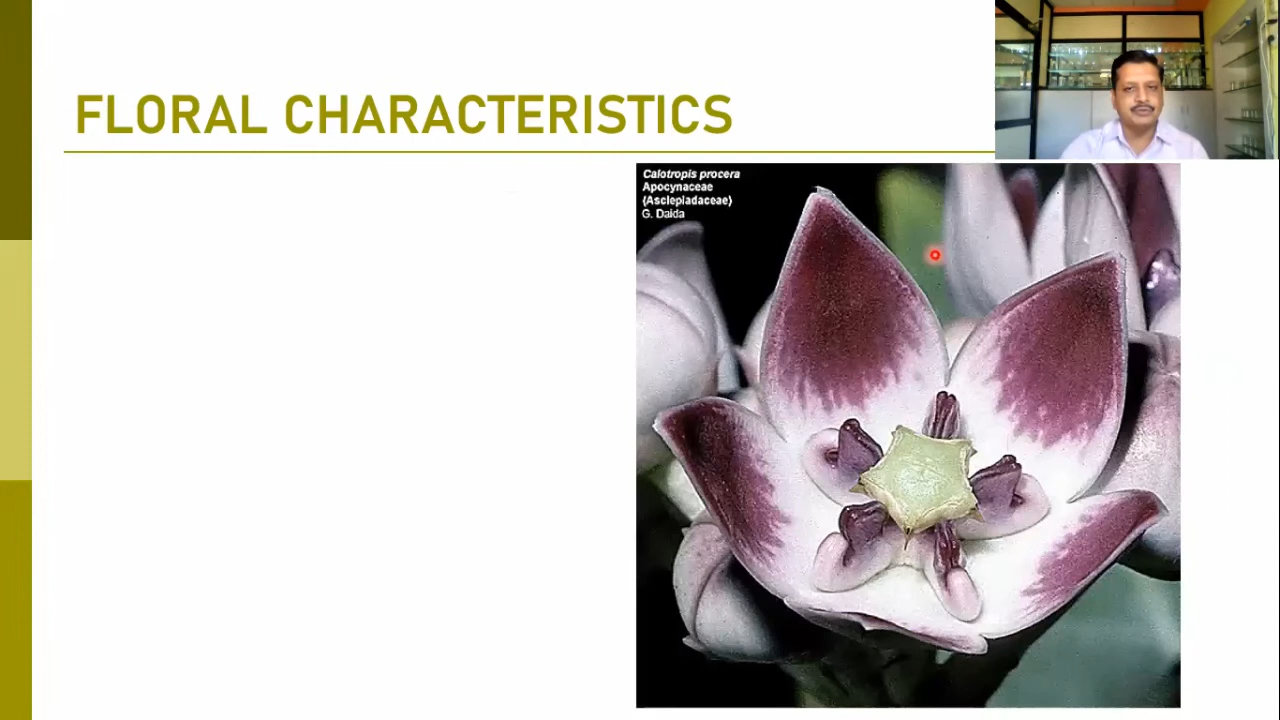 FLORAL CHARACTERISTICS
Calotropis procera
Apocynaceae
(Asclepiadaceae)
G. Daida